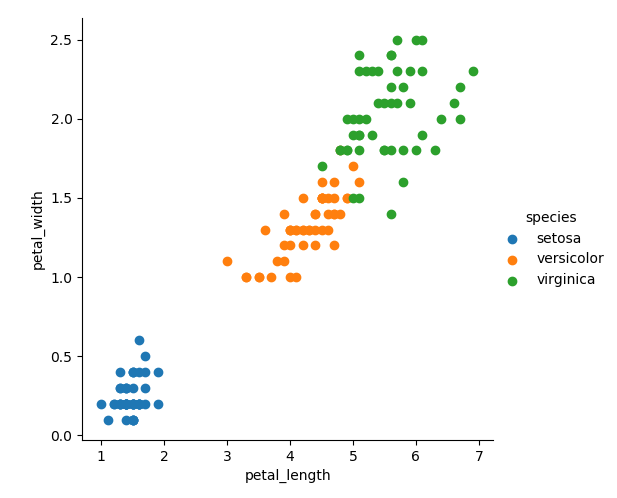 2.5
2.0
1.5
1.0
0.5
0.0
petal_width
1 2 3 4 5 6 7
petal_length
species
setosa
versicolor
virginica